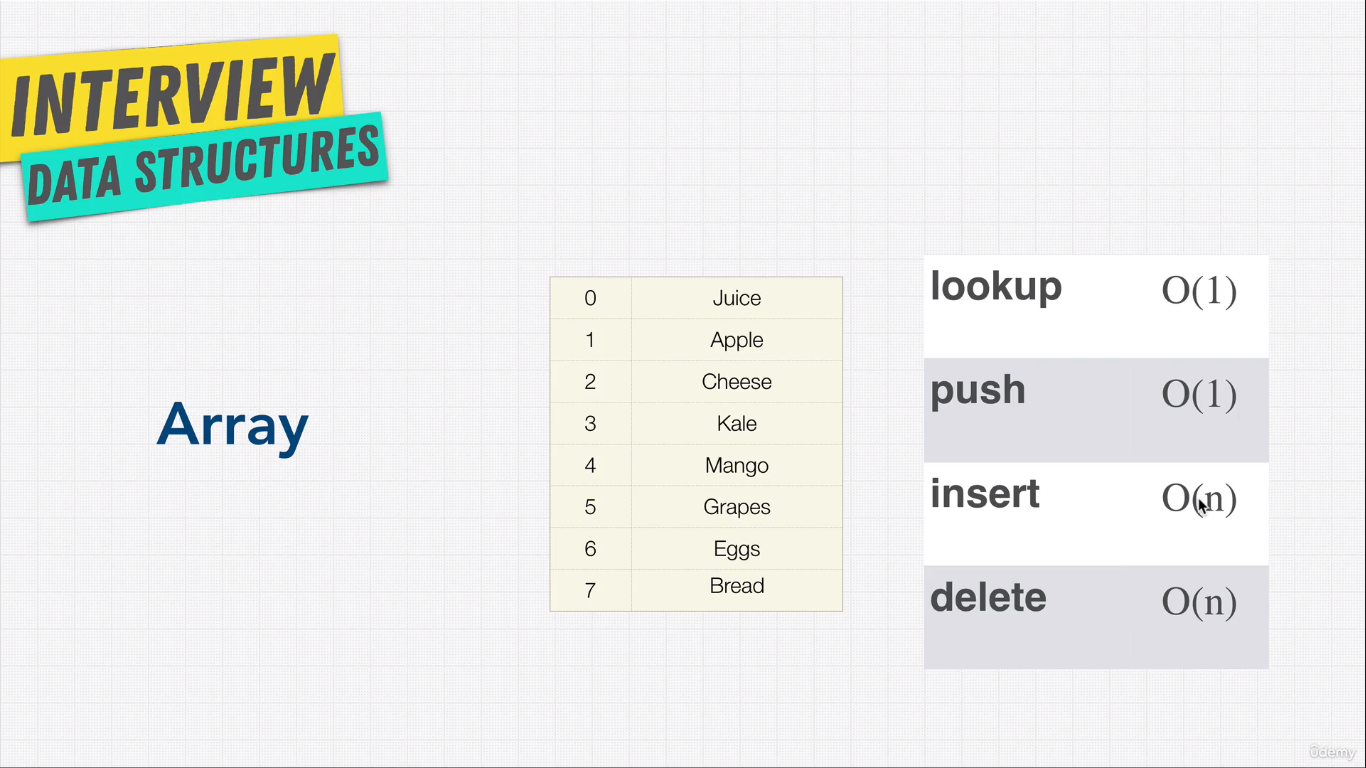 INTERVIEW
DATA STRUCTURES
Array
0 Juice
1 Apple
2 Cheese
3 Kale
4 Mango
5 Grapes
6 Eggs
7 Bread
lookup O(1)
push O(1)
insert O(n)
delete O(n)
ûdemy